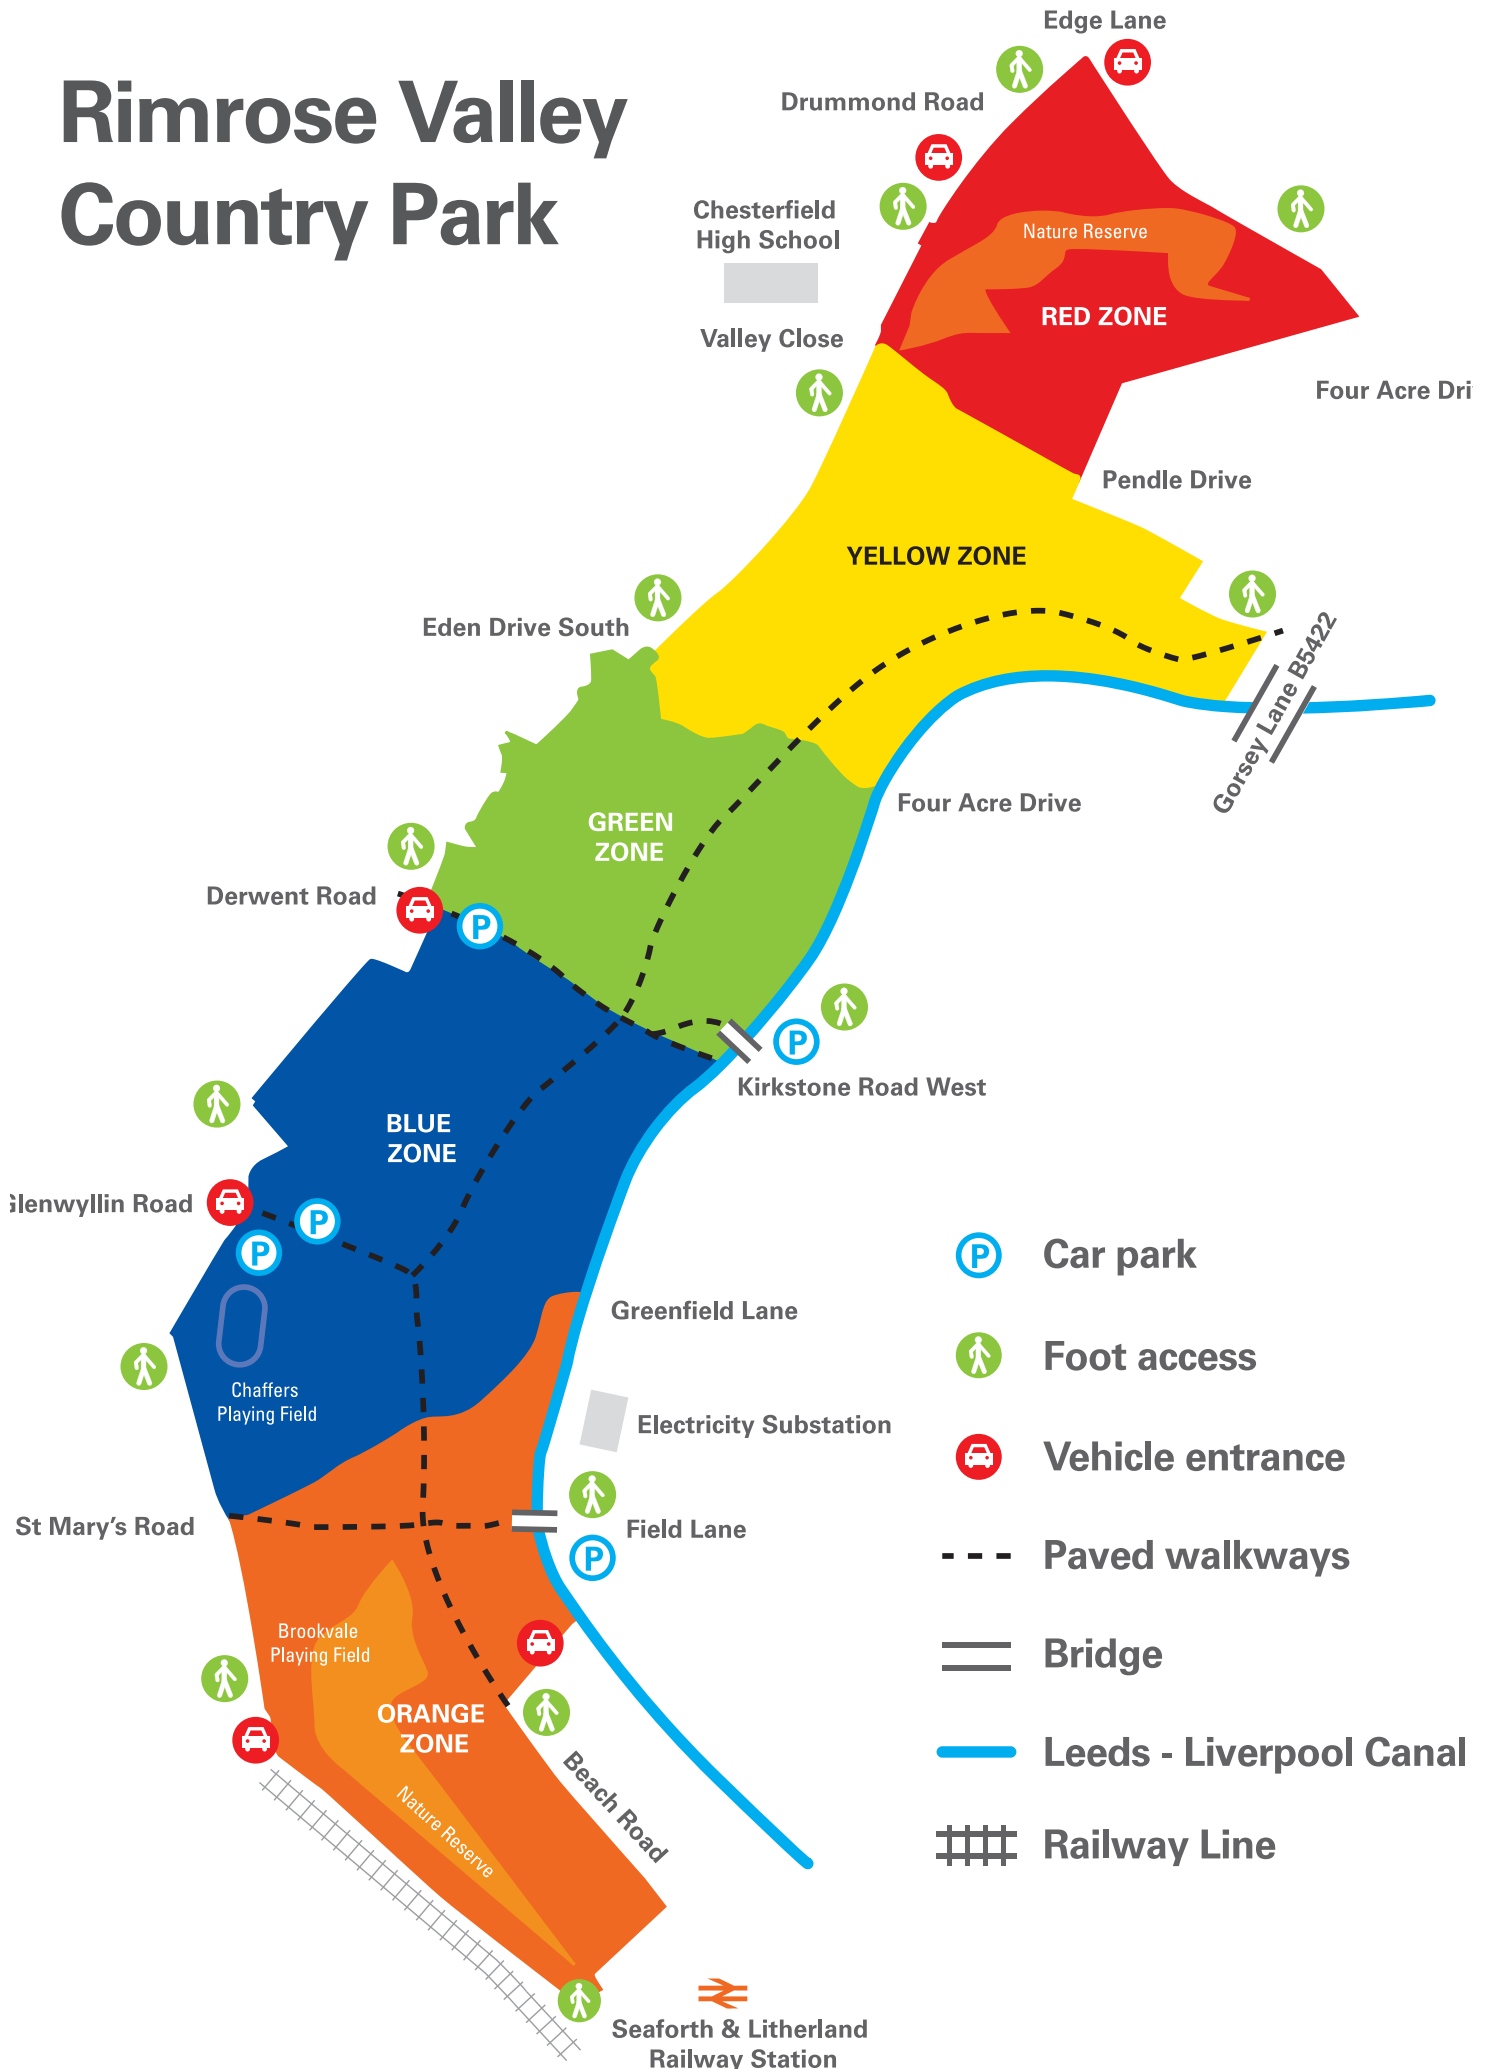 Rimrose Valley
Country Park
Edge Lane
Drummond Road
Chesterfield
High School
Nature Reserve
RED ZONE
Valley Close
Four Acre Dri
Pendle Drive
YELLOW ZONE
Eden Drive South
Gorsey Lane B5422
Four Acre Drive
GREEN
ZONE
Derwent Road
P
P
Kirkstone Road West
BLUE
ZONE
Glenwyllin Road
P
P
Chaffers
Playing Field
Greenfield Lane
Electricity Substation
St Mary's Road
Field Lane
P
Brookvale
Playing Field
ORANGE
ZONE
Beach Road
Nature Reserve
Seaforth & Litherland
Railway Station
P
Car park
Foot access
Vehicle entrance
Paved walkways
Bridge
Leeds - Liverpool Canal
Railway Line